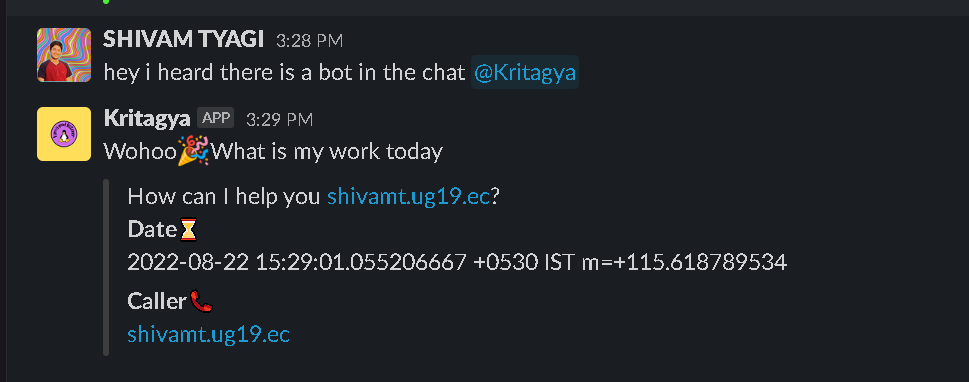 SHIVAM TYAGI 3:28 PM
hey i heard there is a bot in the chat @Kritagya
Kritagya APP 3:29 PM
Wohoo🎉What is my work today
How can I help you shivamt.ug19.ec?
Date⏳
2022-08-22 15:29:01.055206667 +0530 IST m=+115.618789534
Caller📞
shivamt.ug19.ec